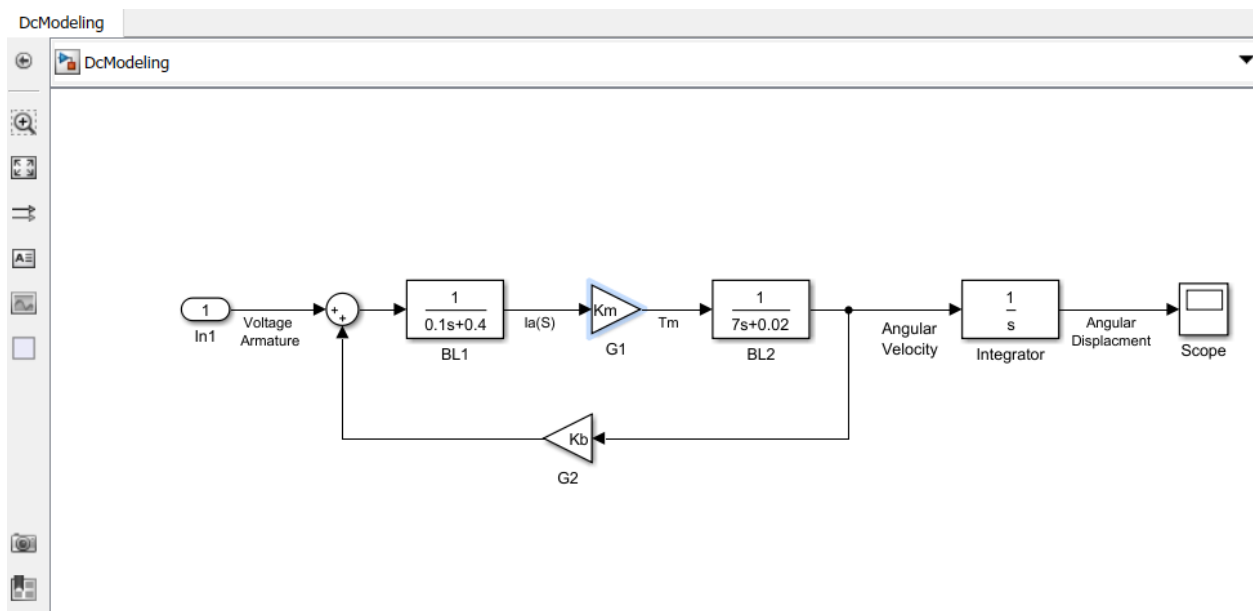 DcModeling
DcModeling
1
In1
Voltage
Armature
+
+
1
0.1s+0.4
BL1
Ia(S)
Km
G1
Tm
1
7s+0.02
BL2
Angular
Velocity
1
s
Integrator
Angular
Displacment
Scope
Kb
G2